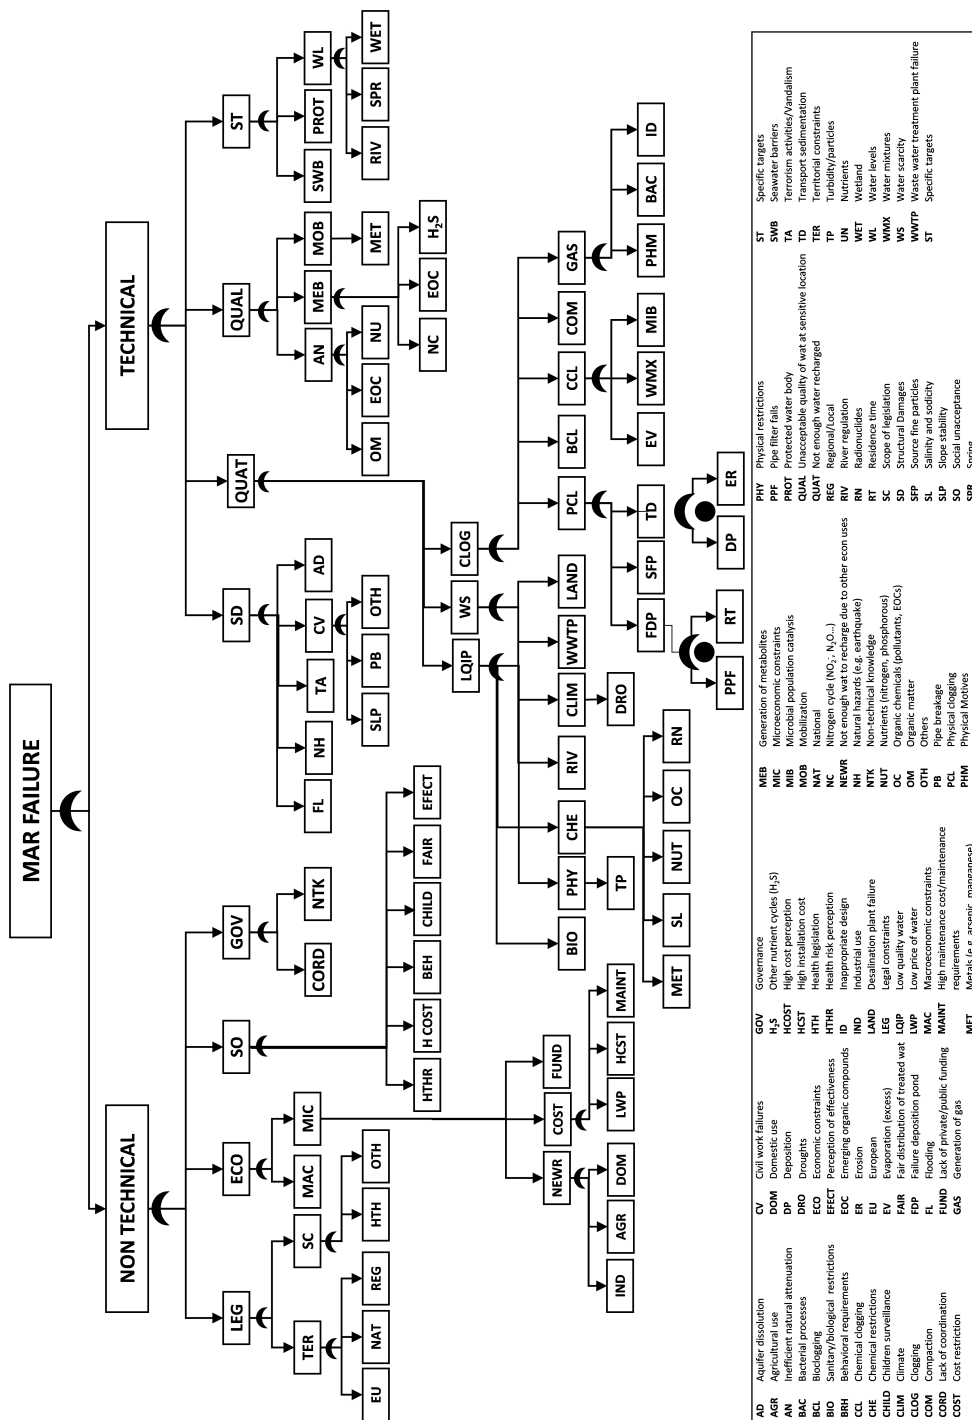 MAR FAILURE
NON TECHNICAL
TECHNICAL
LEG
ECO
SO
GOV
SD
QUAT
QUAL
ST
TER
SC
MAC
MIC
CORD
NTK
FL
NH
TA
CV
AD
AN
MEB
MOB
SWB
PROT
WL
EU
NAT
REG
HTH
OTH
HTHR
H COST
BEH
CHILD
FAIR
EFECT
SLP
PB
OTH
OM
EOC
NU
MET
RIV
SPR
WET
NC
EOC
H2S
LQIP
WS
CLOG
NEWR
COST
FUND
BIO
PHY
CHE
RIV
CLIM
WWTP
LAND
PCL
BCL
CCL
COM
GAS
IND
AGR
DOM
LWP
HCST
MAINT
TP
DRO
FDP
SFP
TD
EV
WMX
MIB
PHM
BAC
ID
MET
SL
NUT
OC
RN
PPF
RT
DP
ER
AD Aquifer dissolution
AGR Agricultural use
AN Inefficient natural attenuation
BAC Bacterial processes
BCL Bioclogging
BIO Sanitary/biological restrictions
BRH Behavioral requirements
CCL Chemical clogging
CHE Chemical restrictions
CHILD Children surveillance
CLIM Climate
CLOG Clogging
COM Compaction
CORD Lack of coordination
COST Cost restriction
CV Civil work failures
DOM Domestic use
DP Deposition
DRO Droughts
ECO Economic constraints
EFECT Perception of effectiveness
EOC Emerging organic compounds
ER Erosion
EU European
EV Evaporation (excess)
FAIR Fair distribution of treated wat
FDP Failure deposition pond
FL Flooding
FUND Lack of private/public funding
GAS Generation of gas
GOV Governance
H2S Other nutrient cycles (H2S)
HCOST High cost perception
HCST High installation cost
HTH Health legislation
HTHR Health risk perception
ID Inappropriate design
IND Industrial use
LAND Desalination plant failure
LEG Legal constraints
LQIP Low quality water
LWP Low price of water
MAC Macroeconomic constraints
MAINT High maintenance cost/maintenance
requirements
MET Metals (e.g. arsenic, manganese)
MEB Generation of metabolites
MIC Microeconomic constraints
MIB Microbial population catalysis
MOB Mobilization
NAT National
NC Nitrogen cycle (NO2-, N2O...)
NEWR Not enough wat to recharge due to other econ uses
NH Natural hazards (e.g. earthquake)
NTK Non-technical knowledge
NUT Nutrients (nitrogen, phosphorous)
OC Organic chemicals (pollutants, EOCs)
OM Organic matter
OTH Others
PB Pipe breakage
PCL Physical clogging
PHM Physical Motives
PHY Physical restrictions
PPF Pipe filter fails
PROT Protected water body
QUAL Unacceptable quality of wat at sensitive location
QUAT Not enough water recharged
REG Regional/Local
RIV River regulation
RN Radionuclides
RT Residence time
SC Scope of legislation
SD Structural Damages
SFP Source fine particles
SL Salinity and sodicity
SLP Slope stability
SO Social unacceptance
SPR Spring
ST Specific targets
SWB Seawater barriers
TA Terrorism activities/Vandalism
TD Transport sedimentation
TER Territorial constraints
TP Turbidity/particles
UN Nutrients
WET Wetland
WL Water levels
WMX Water mixtures
WS Water scarcity
WWTP Waste water treatment plant failure
ST Specific targets